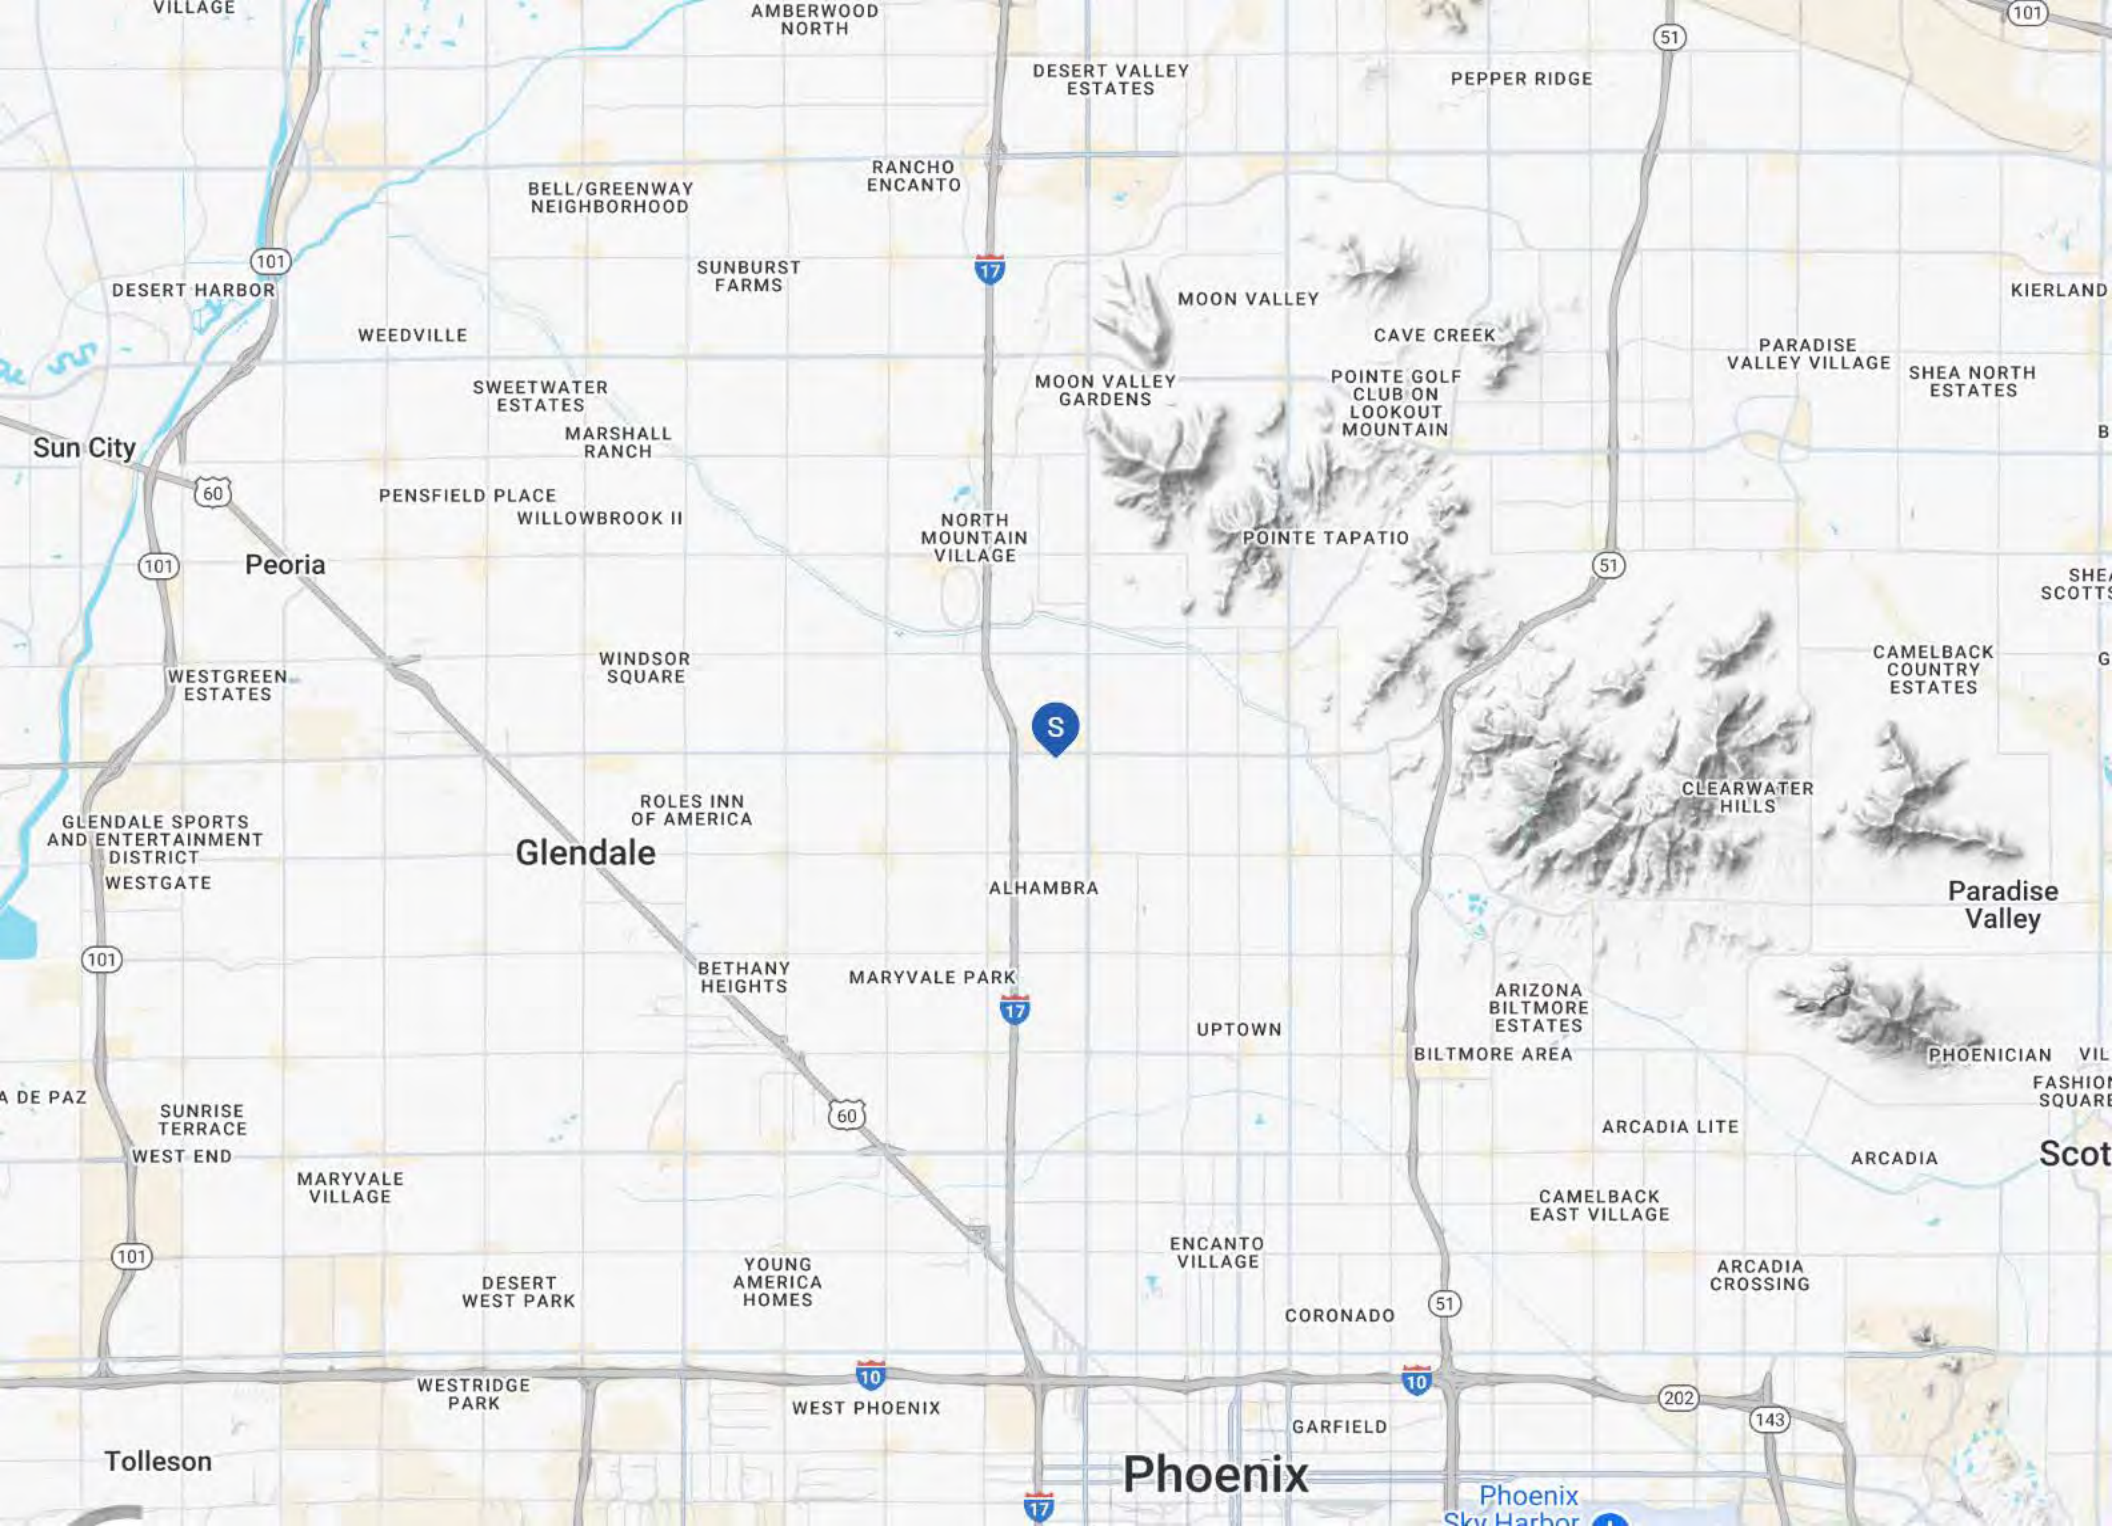 VILLAGE
AMBERWOOD
NORTH
101
51
DESERT VALLEY
ESTATES
PEPPER RIDGE
RANCHO
ENCANTO
BELL/GREENWAY
NEIGHBORHOOD
101
SUNBURST
FARMS
17
DESERT HARBOR
MOON VALLEY
KIERLAND
WEEDVILLE
CAVE CREEK
PARADISE
VALLEY VILLAGE
SHEA NORTH
ESTATES
SWEETWATER
ESTATES
MOON VALLEY
GARDENS
POINTE GOLF
CLUB ON
LOOKOUT
MOUNTAIN
MARSHALL
RANCH
B
Sun City
60
PENSFIELD PLACE
WILLOWBROOK II
NORTH
MOUNTAIN
VILLAGE
POINTE TAPATIO
101
Peoria
51
SHEA
SCOTTS
WINDSOR
SQUARE
CAMELBACK
COUNTRY
ESTATES
G
WESTGREEN
ESTATES
S
CLEARWATER
HILLS
ROLES INN
OF AMERICA
GLENDALE SPORTS
AND ENTERTAINMENT
DISTRICT
WESTGATE
Glendale
ALHAMBRA
Paradise
Valley
101
BETHANY
HEIGHTS
MARYVALE PARK
17
ARIZONA
BILTMORE
ESTATES
UPTOWN
BILTMORE AREA
PHOENICIAN
VIL
FASHION
SQUARE
A DE PAZ
SUNRISE
TERRACE
60
ARCADIA LITE
WEST END
ARCADIA
Scot
MARYVALE
VILLAGE
CAMELBACK
EAST VILLAGE
101
ENCANTO
VILLAGE
YOUNG
AMERICA
HOMES
DESERT
WEST PARK
ARCADIA
CROSSING
51
CORONADO
10
10
WESTRIDGE
PARK
WEST PHOENIX
202
143
GARFIELD
Tolleson
Phoenix
17
Phoenix
Sky Harbor